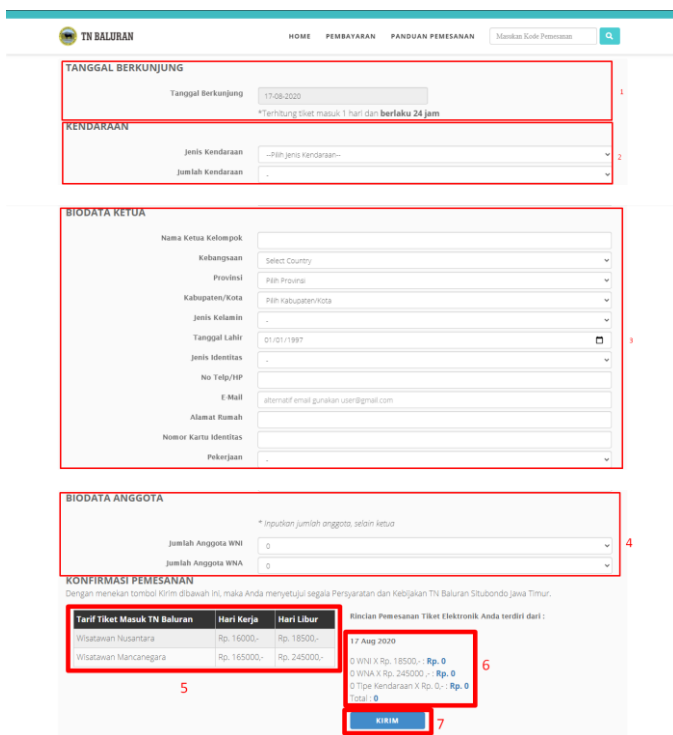 TN BALURAN
HOME PEMBAYARAN PANDUAN PEMESANAN Masukan Kode Pemesanan
TANGGAL BERKUNJUNG
Tanggal Berkunjung 17-08-2020
1
*Terhitung tiket masuk 1 hari dan berlaku 24 jam
KENDARAAN
Jenis Kendaraan --Pilih Jenis Kendaraan--
2
Jumlah Kendaraan -
BIODATA KETUA
Nama Ketua Kelompok
Kebangsaan Select Country
Provinsi Pilih Provinsi
Kabupaten/Kota Pilih Kabupaten/Kota
Jenis Kelamin -
Tanggal Lahir 01/01/1997
3
Jenis Identitas -
No Telp/HP
E-Mail alternatif email gunakan user@gmail.com
Alamat Rumah
Nomor Kartu Identitas
Pekerjaan -
BIODATA ANGGOTA
* Inputkan jumlah anggota, selain ketua
Jumlah Anggota WNI 0
4
Jumlah Anggota WNA 0
KONFIRMASI PEMESANAN
Dengan menekan tombol Kirim dibawah ini, maka Anda menyetujui segala Persyaratan dan Kebijakan TN Baluran Situbondo Jawa Timur.
Tarif Tiket Masuk TN Baluran Hari Kerja Hari Libur
Wisatawan Nusantara Rp. 16000,- Rp. 18500,-
Wisatawan Mancanegara Rp. 165000,- Rp. 245000,-
5
Rincian Pemesanan Tiket Elektronik Anda terdiri dari :
17 Aug 2020
0 WNI X Rp. 18500,- : Rp. 0
0 WNA X Rp. 245000 ,- : Rp. 0
0 Tipe Kendaraan X Rp. 0,- : Rp. 0
Total : 0
6
KIRIM
7